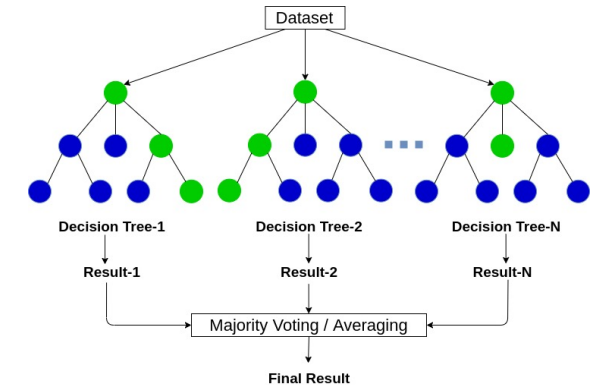 Dataset
Decision Tree-1
Decision Tree-2
Decision Tree-N
Result-1
Result-2
Result-N
Majority Voting / Averaging
Final Result